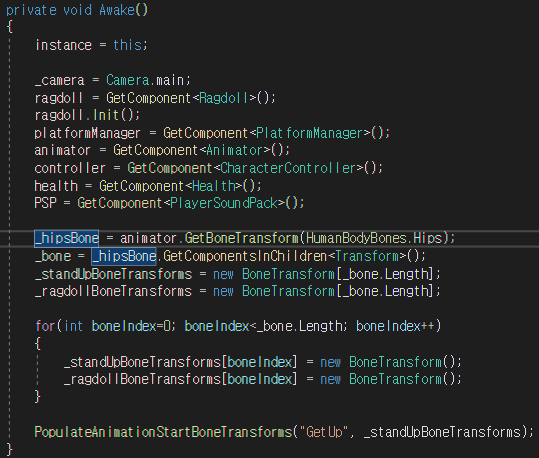 private void Awake()
{
instance = this;
_camera = Camera.main;
ragdoll = GetComponent<Ragdoll>();
ragdoll.Init();
platformManager = GetComponent<PlatformManager>();
animator = GetComponent<Animator>();
controller = GetComponent<CharacterController>();
health = GetComponent<Health>();
PSP = GetComponent<PlayerSoundPack>();
_hipsBone = animator.GetBoneTransform(HumanBodyBones.Hips);
_bone = _hipsBone.GetComponentsInChildren<Transform>();
_standUpBoneTransforms = new BoneTransform[_bone.Length];
_ragdollBoneTransforms = new BoneTransform[_bone.Length];
for(int boneIndex=0; boneIndex<_bone.Length; boneIndex++)
{
_standUpBoneTransforms[boneIndex] = new BoneTransform();
_ragdollBoneTransforms[boneIndex] = new BoneTransform();
}
PopulateAnimationStartBoneTransforms("GetUp", _standUpBoneTransforms);
}